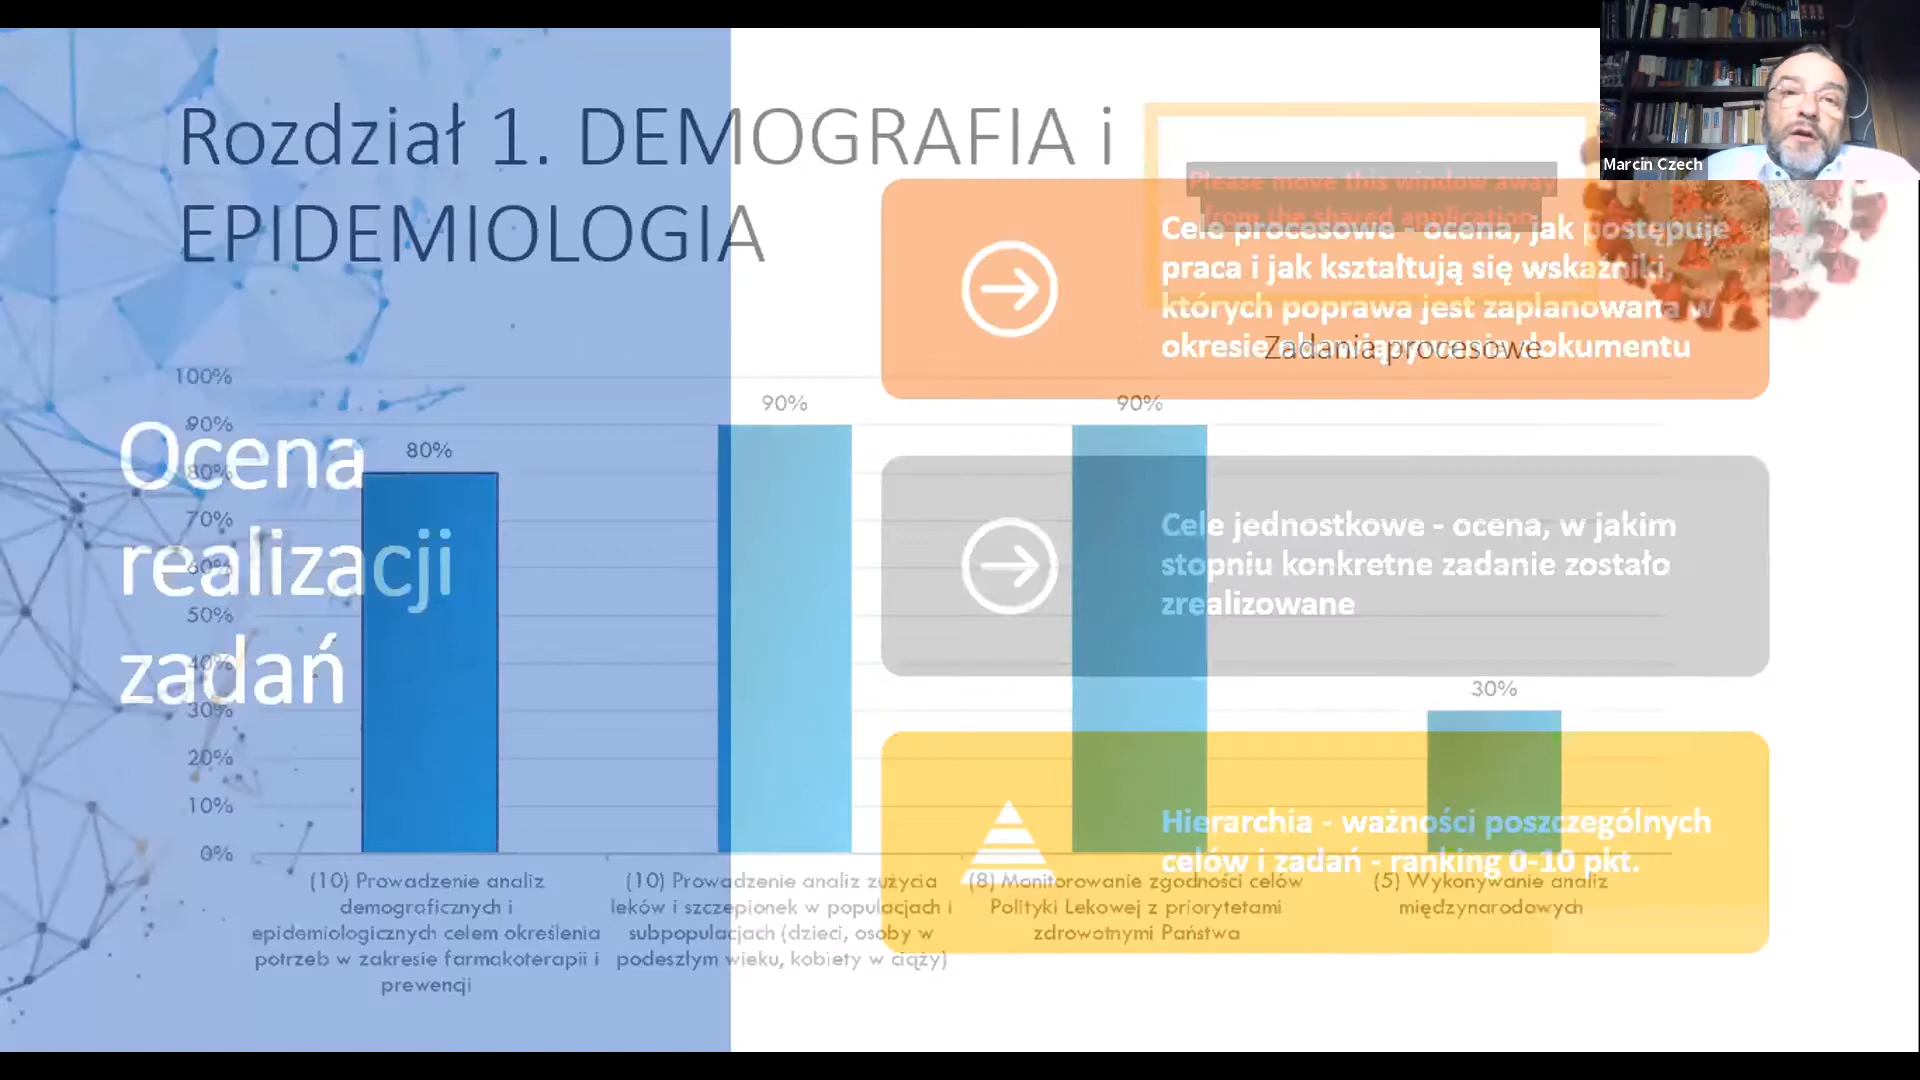 Rozdział 1. DEMOGRAFIA i
EPIDEMIOLOGIA
Please move this window away
from the shared application
Marcin Czech
Ocena
realizacji
zadań
Cele procesowe - ocena, jak postępuje
praca i jak kształtują się wskaźniki,
których poprawa jest zaplanowana w
okresie obowiązywania dokumentu
Zadania procesowe
Cele jednostkowe - ocena, w jakim
stopniu konkretne zadanie zostało
zrealizowane
Hierarchia - ważności poszczególnych
celów i zadań - ranking 0-10 pkt.
100%
90%
80%
70%
60%
50%
40%
30%
20%
10%
0%
80%
90%
90%
30%
(10) Prowadzenie analiz
demograficznych i
epidemiologicznych celem określenia
potrzeb w zakresie farmakoterapii i
prewencji
(10) Prowadzenie analiz zużycia
leków i szczepionek w populacjach i
subpopulacjach (dzieci, osoby w
podeszłym wieku, kobiety w ciąży)
(8) Monitorowanie zgodności celów
Polityki Lekowej z priorytetami
zdrowotnymi Państwa
(5) Wykonywanie analiz
międzynarodowych